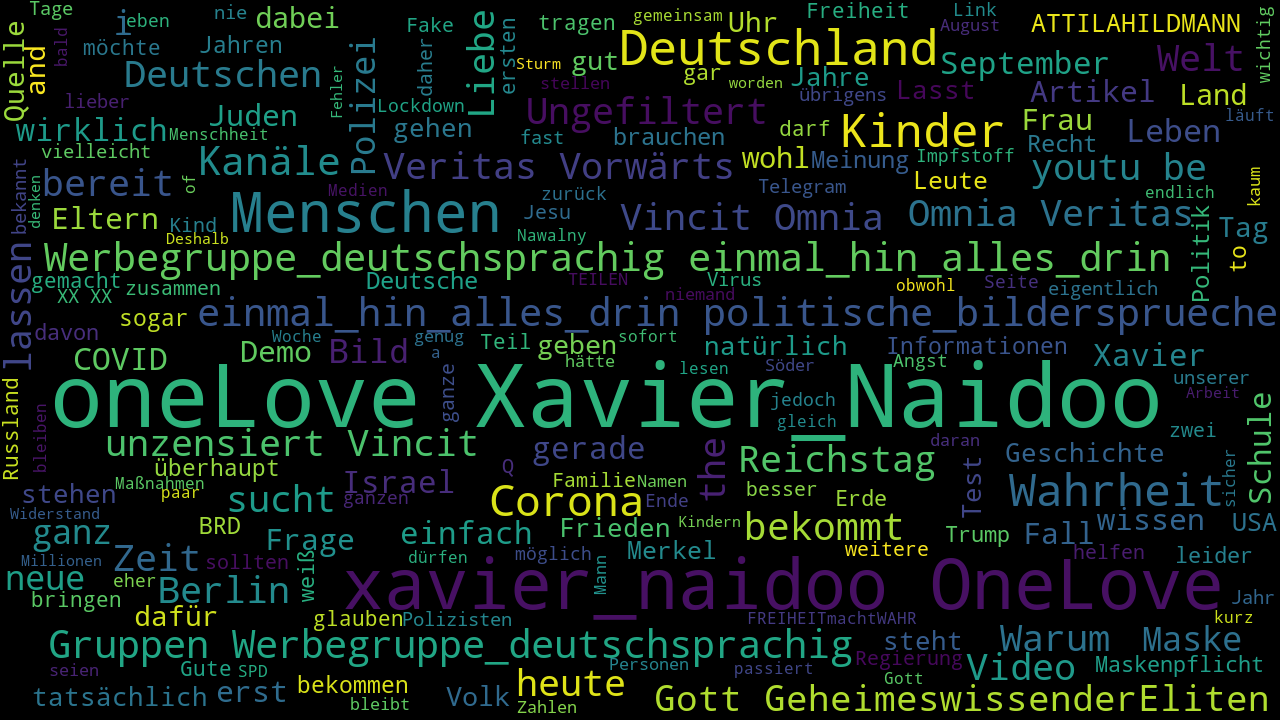 Tage
i
eben
nie
dabei
Fake
Liebe
ersten
tragen
gemeinsam
Uhr
Freiheit
Link
August
ATTILAHILDMANN
wichtig
Quelle
and
bald
möchte
Jahren
Polizei
daher
Sturm
gut
Deutschland
September
Welt
lieber
Deutschen
Fehler
Lockdown
stellen
gar
worden
Jahre
übrigens
Lasst
Artikel
Land
läuft
wirklich
Juden
Menschheit
gehen
Ungefiltert
fast
brauchen
darf
Kinder
Frau
Recht
Leben
vielleicht
Kanäle
Veritas Vorwärts
wohl
Meinung
Impfstoff
youtu be
bekannt
denken
bereit
of
Medien
zurück
Telegram
Leute
endlich
kaum
Eltern
Kind
Deshalb
Menschen
Jesu
Nawalny
Vincit Omnia
Omnia Veritas
Politik
Tag
to
lassen
Werbegruppe_deutschsprachig einmal_hin_alles_drin
gemacht
XX XX
zusammen
Deutsche
TEILEN
niemand
Virus
obwohl
Seite
eigentlich
davon
sogar
einmal_hin_alles_drin politische_bildersprueche
Woche
COVID
Demo
Bild
genug
a
Teil
geben
hätte
sofort
lesen
natürlich
Söder
Informationen
Angst
Xavier
unserer
Arbeit
Russland
bleiben
oneLove Xavier_Naidoo
ganze
jedoch
gleich
Schule
zwei
unzensiert Vincit
gerade
the
daran
Geschichte
sicher
überhaupt
Maßnahmen
paar
Israel
ganzen
Q
Familie
Namen
Reichstag
besser
Erde
Test
Wahrheit
stehen
Widerstand
sucht
Corona
Ende
ganz
BRD
Frage
einfach
Frieden
Kindern
bekommt
Trump
Fall
wissen
USA
Millionen
Zeit
sollten
weiß
dürfen
möglich
Mann
Merkel
weitere
helfen
leider
neue
eher
bringen
Berlin
xavier_naidoo OneLove
Jahr
dafür
glauben
Polizisten
FREIHEITmachtWAHR
kurz
Gruppen Werbegruppe_deutschsprachig
steht
Warum
Maske
seien
Gute
SPD
Personen
passiert
Regierung
Gott
Video
Maskenpflicht
tatsächlich
erst
bekommen
bleibt
Volk
heute
Zahlen
Gott GeheimeswissenderEliten